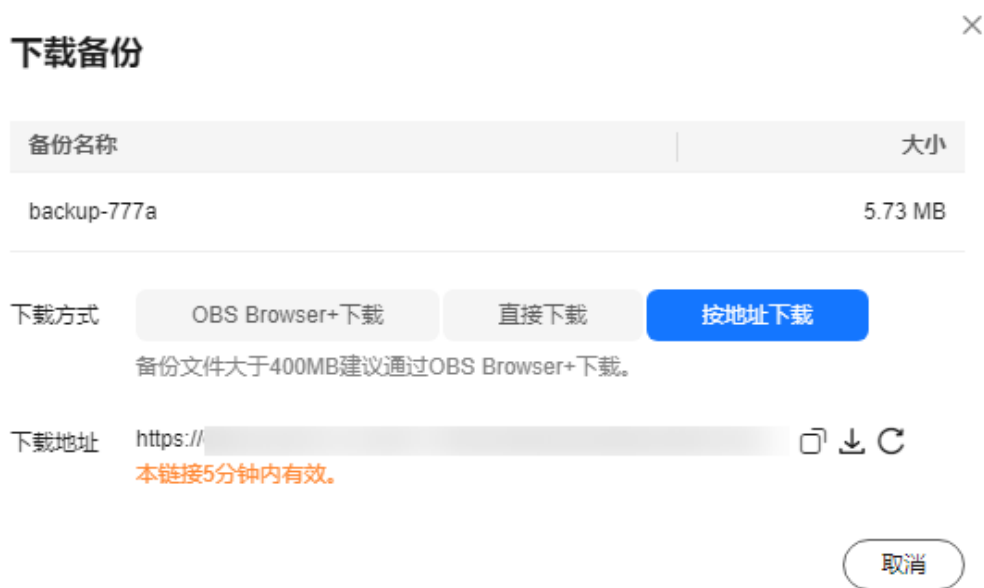 下载备份
备份名称 大小
backup-777a 5.73 MB
下载方式 OBS Browser+下载 直接下载 按地址下载
备份文件大于400MB建议通过OBS Browser+下载。
下载地址 https://
本链接5分钟内有效。
取消